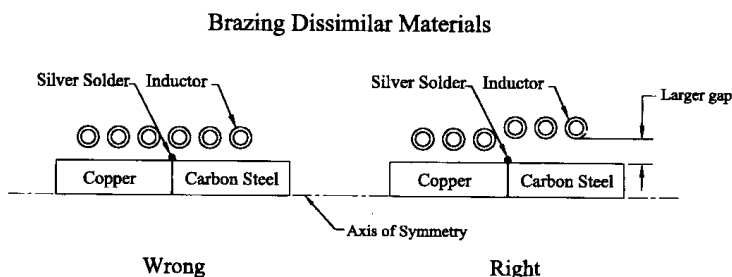 Brazing Dissimilar Materials
Silver Solder Inductor
Copper Carbon Steel
Wrong
Silver Solder Inductor
Larger gap
Copper Carbon Steel
Axis of Symmetry
Right